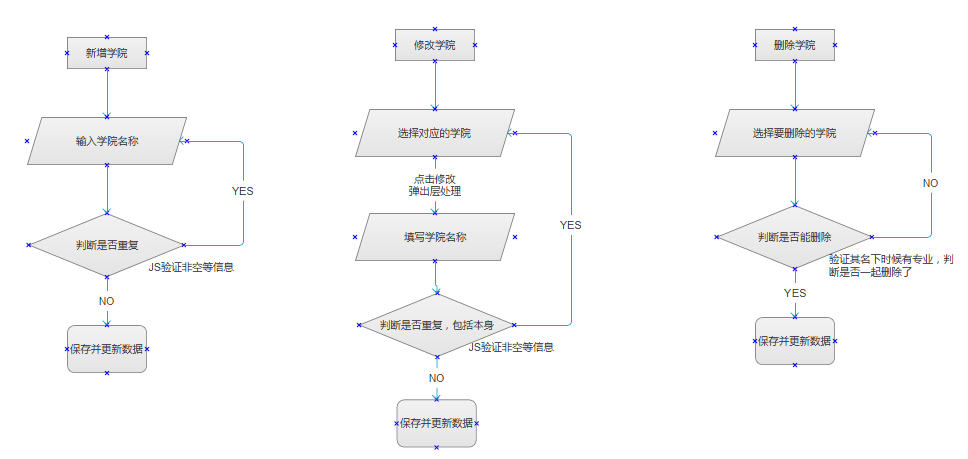 新增学院
输入学院名称
YES
判断是否重复
JS验证非空等信息
NO
保存并更新数据
修改学院
选择对应的学院
点击修改
弹出层处理
YES
填写学院名称
判断是否重复，包括本身
JS验证非空等信息
NO
保存并更新数据
删除学院
选择要删除的学院
NO
判断是否能删除
验证其名下时候有专业，判
断是否一起删除了
YES
保存并更新数据